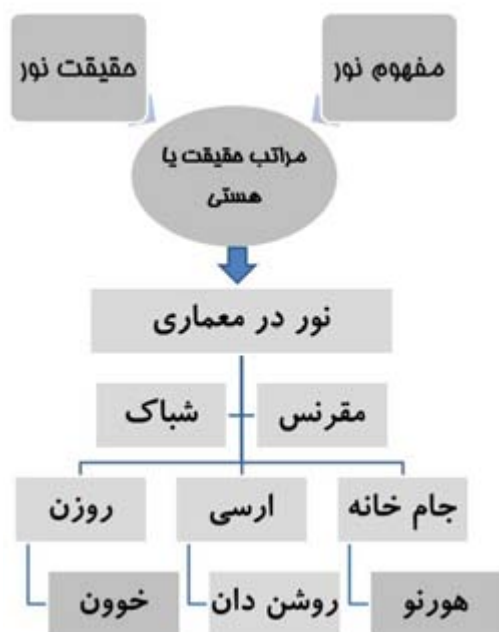 مفهوم نور
حقیقت نور
مراتب حقیقت یا
هستی
نور در معماری
مقرنس
شباک
جام خانه
ارسی
روزن
هورنو
روشن دان
خوون